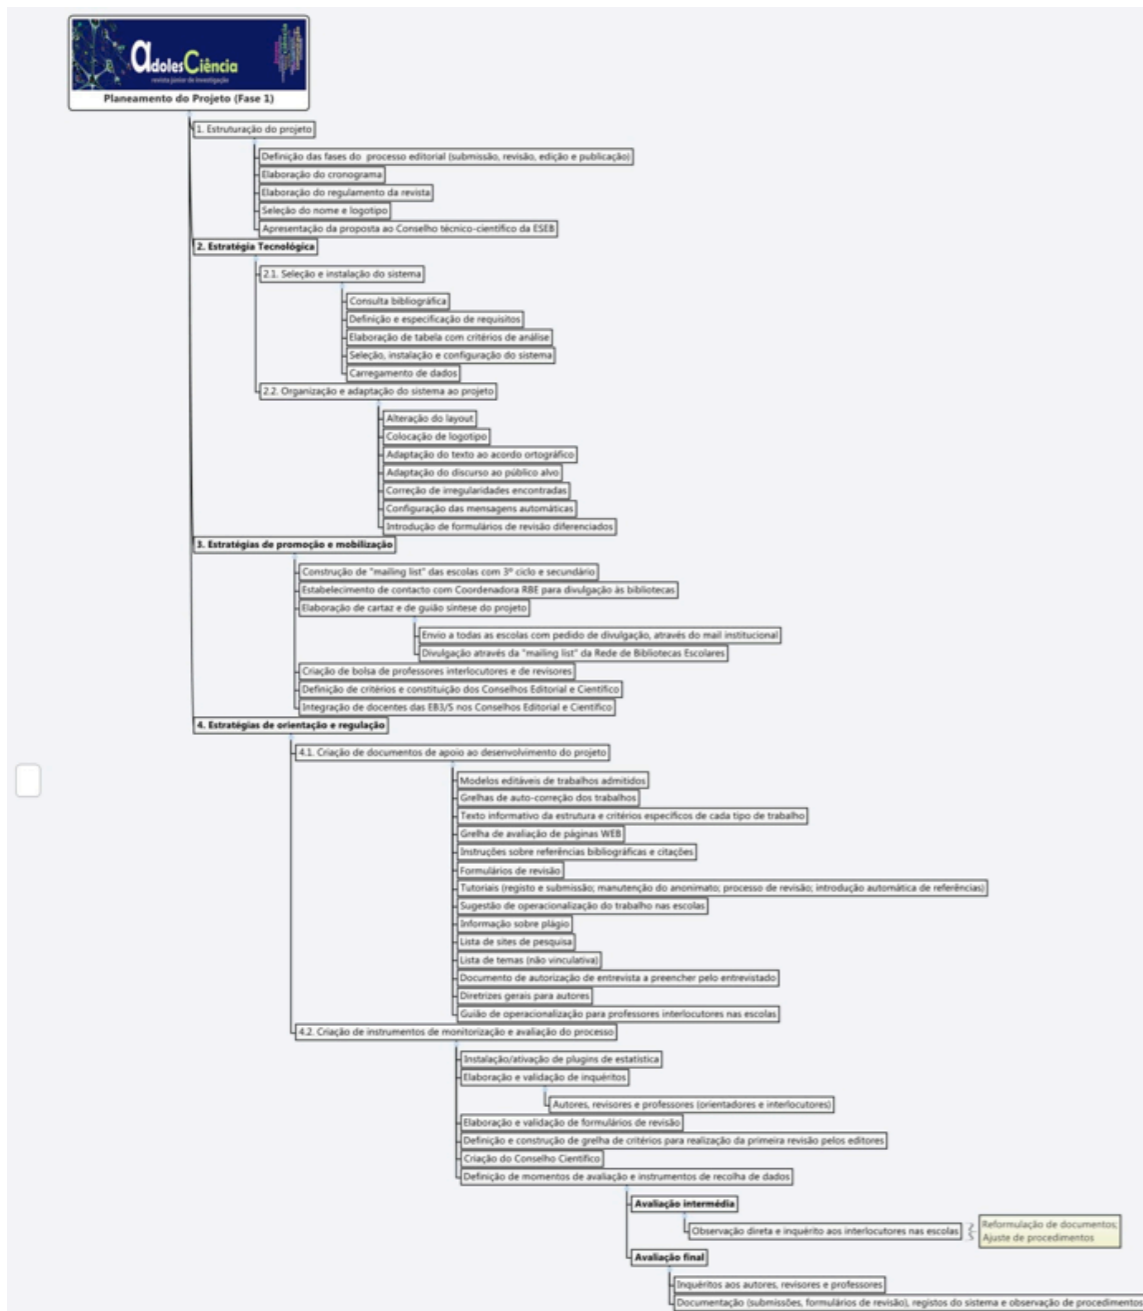 adolesCiência
revista júnior de investigação
Planeamento do Projeto (Fase 1)
1. Estruturação do projeto
Definição das fases do processo editorial (submissão, revisão, edição e publicação)
Elaboração do cronograma
Elaboração do regulamento da revista
Seleção do nome e logotipo
Apresentação da proposta ao Conselho técnico-científico da ESEB
2. Estratégia Tecnológica
2.1. Seleção e instalação do sistema
Consulta bibliográfica
Definição e especificação de requisitos
Elaboração de tabela com critérios de análise
Seleção, instalação e configuração do sistema
Carregamento de dados
2.2. Organização e adaptação do sistema ao projeto
Alteração do layout
Colocação de logotipo
Adaptação do texto ao acordo ortográfico
Adaptação do discurso ao público alvo
Correção de irregularidades encontradas
Configuração das mensagens automáticas
Introdução de formulários de revisão diferenciados
3. Estratégias de promoção e mobilização
Construção de "mailing list" das escolas com 3º ciclo e secundário
Estabelecimento de contacto com Coordenadora RBE para divulgação às bibliotecas
Elaboração de cartaz e de guião síntese do projeto
Envio a todas as escolas com pedido de divulgação, através do mail institucional
Divulgação através da "mailing list" da Rede de Bibliotecas Escolares
Criação de bolsa de professores interlocutores e de revisores
Definição de critérios e constituição dos Conselhos Editorial e Científico
Integração de docentes das EB3/S nos Conselhos Editorial e Científico
4. Estratégias de orientação e regulação
4.1. Criação de documentos de apoio ao desenvolvimento do projeto
Modelos editáveis de trabalhos admitidos
Grelhas de auto-correção dos trabalhos
Texto informativo da estrutura e critérios específicos de cada tipo de trabalho
Grelha de avaliação de páginas WEB
Instruções sobre referências bibliográficas e citações
Formulários de revisão
Tutoriais (registo e submissão; manutenção do anonimato; processo de revisão; introdução automática de referências)
Sugestão de operacionalização do trabalho nas escolas
Informação sobre plágio
Lista de sites de pesquisa
Lista de temas (não vinculativa)
Documento de autorização de entrevista a preencher pelo entrevistado
Diretrizes gerais para autores
Guião de operacionalização para professores interlocutores nas escolas
4.2. Criação de instrumentos de monitorização e avaliação do processo
Instalação/ativação de plugins de estatística
Elaboração e validação de inquéritos
Autores, revisores e professores (orientadores e interlocutores)
Elaboração e validação de formulários de revisão
Definição e construção de grelha de critérios para realização da primeira revisão pelos editores
Criação do Conselho Científico
Definição de momentos de avaliação e instrumentos de recolha de dados
Avaliação intermédia
Observação direta e inquérito aos interlocutores nas escolas
Reformulação de documentos;
Ajuste de procedimentos
Avaliação final
Inquéritos aos autores, revisores e professores
Documentação (submissões, formulários de revisão), registos do sistema e observação de procedimentos